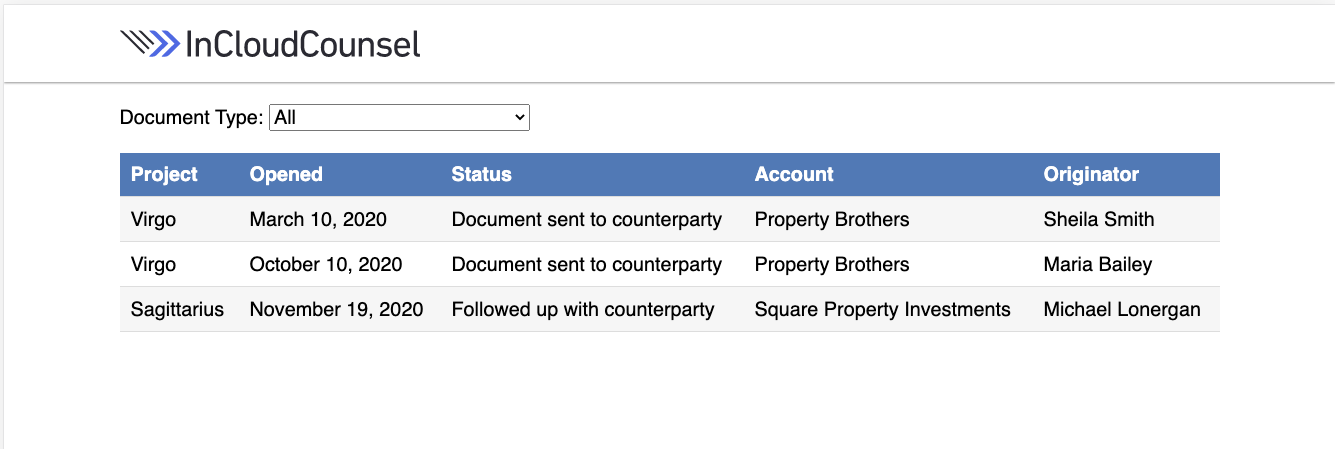 InCloudCounsel
Document Type: All
Project Opened Status Account Originator
Virgo March 10, 2020 Document sent to counterparty Property Brothers Sheila Smith
Virgo October 10, 2020 Document sent to counterparty Property Brothers Maria Bailey
Sagittarius November 19, 2020 Followed up with counterparty Square Property Investments Michael Lonergan